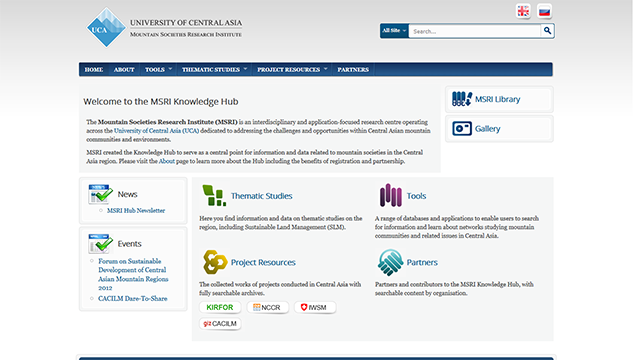 UCA
UNIVERSITY OF CENTRAL ASIA
MOUNTAIN SOCIETIES RESEARCH INSTITUTE
All Site
Search...
HOME ABOUT TOOLS THEMATIC STUDIES PROJECT RESOURCES PARTNERS
Welcome to the MSRI Knowledge Hub
The Mountain Societies Research Institute (MSRI) is an interdisciplinary and application-focused research centre operating
across the University of Central Asia (UCA) dedicated to addressing the challenges and opportunities within Central Asian mountain
communities and environments.
MSRI created the Knowledge Hub to serve as a central point for information and data related to mountain societies in the Central
Asia region. Please visit the About page to learn more about the Hub including the benefits of registration and partnership.
MSRI Library
Gallery
News
MSRI Hub Newsletter
Events
Forum on Sustainable
Development of Central
Asian Mountain Regions
2012
CACILM Dare-To-Share
Thematic Studies
Here you find information and data on thematic studies on the
region, including Sustainable Land Management (SLM).
Tools
A range of databases and applications to enable users to search
for information and learn about networks studying mountain
communities and related issues in Central Asia.
Project Resources
The collected works of projects conducted in Central Asia with
fully searchable archives.
KIRFOR
NCCR
IWSM
giz CACILM
Partners
Partners and contributors to the MSRI Knowledge Hub, with
searchable content by organisation.